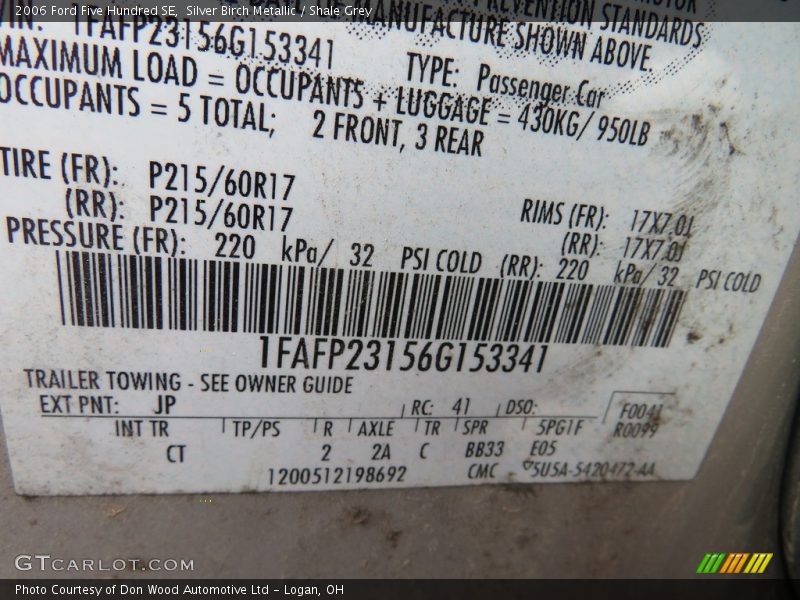 2006 Ford Five Hundred SE, Silver Birch Metallic / Shale Grey
PREVENTION STANDARDS
VIN: 1FAFP23156G153341
MANUFACTURE SHOWN ABOVE.
TYPE: Passenger Car
MAXIMUM LOAD = OCCUPANTS + LUGGAGE = 430KG/ 950LB
OCCUPANTS = 5 TOTAL; 2 FRONT, 3 REAR
TIRE (FR): P215/60R17 RIMS (FR): 17X7.0J
(RR): P215/60R17 (RR): 17X7.0J
PRESSURE (FR): 220 kPa/ 32 PSI COLD (RR): 220 kPa/ 32 PSI COLD
1FAFP23156G153341
TRAILER TOWING - SEE OWNER GUIDE
EXT PNT: JP RC: 41 DSO: F0041
INT TR TP/PS R AXLE TR SPR 5PG1F R0099
CT 2 2A C BB33 E05
1200512198692 CMC 5U5A-5420472-AA
GTCARLOT.COM
Photo Courtesy of Don Wood Automotive Ltd - Logan, OH